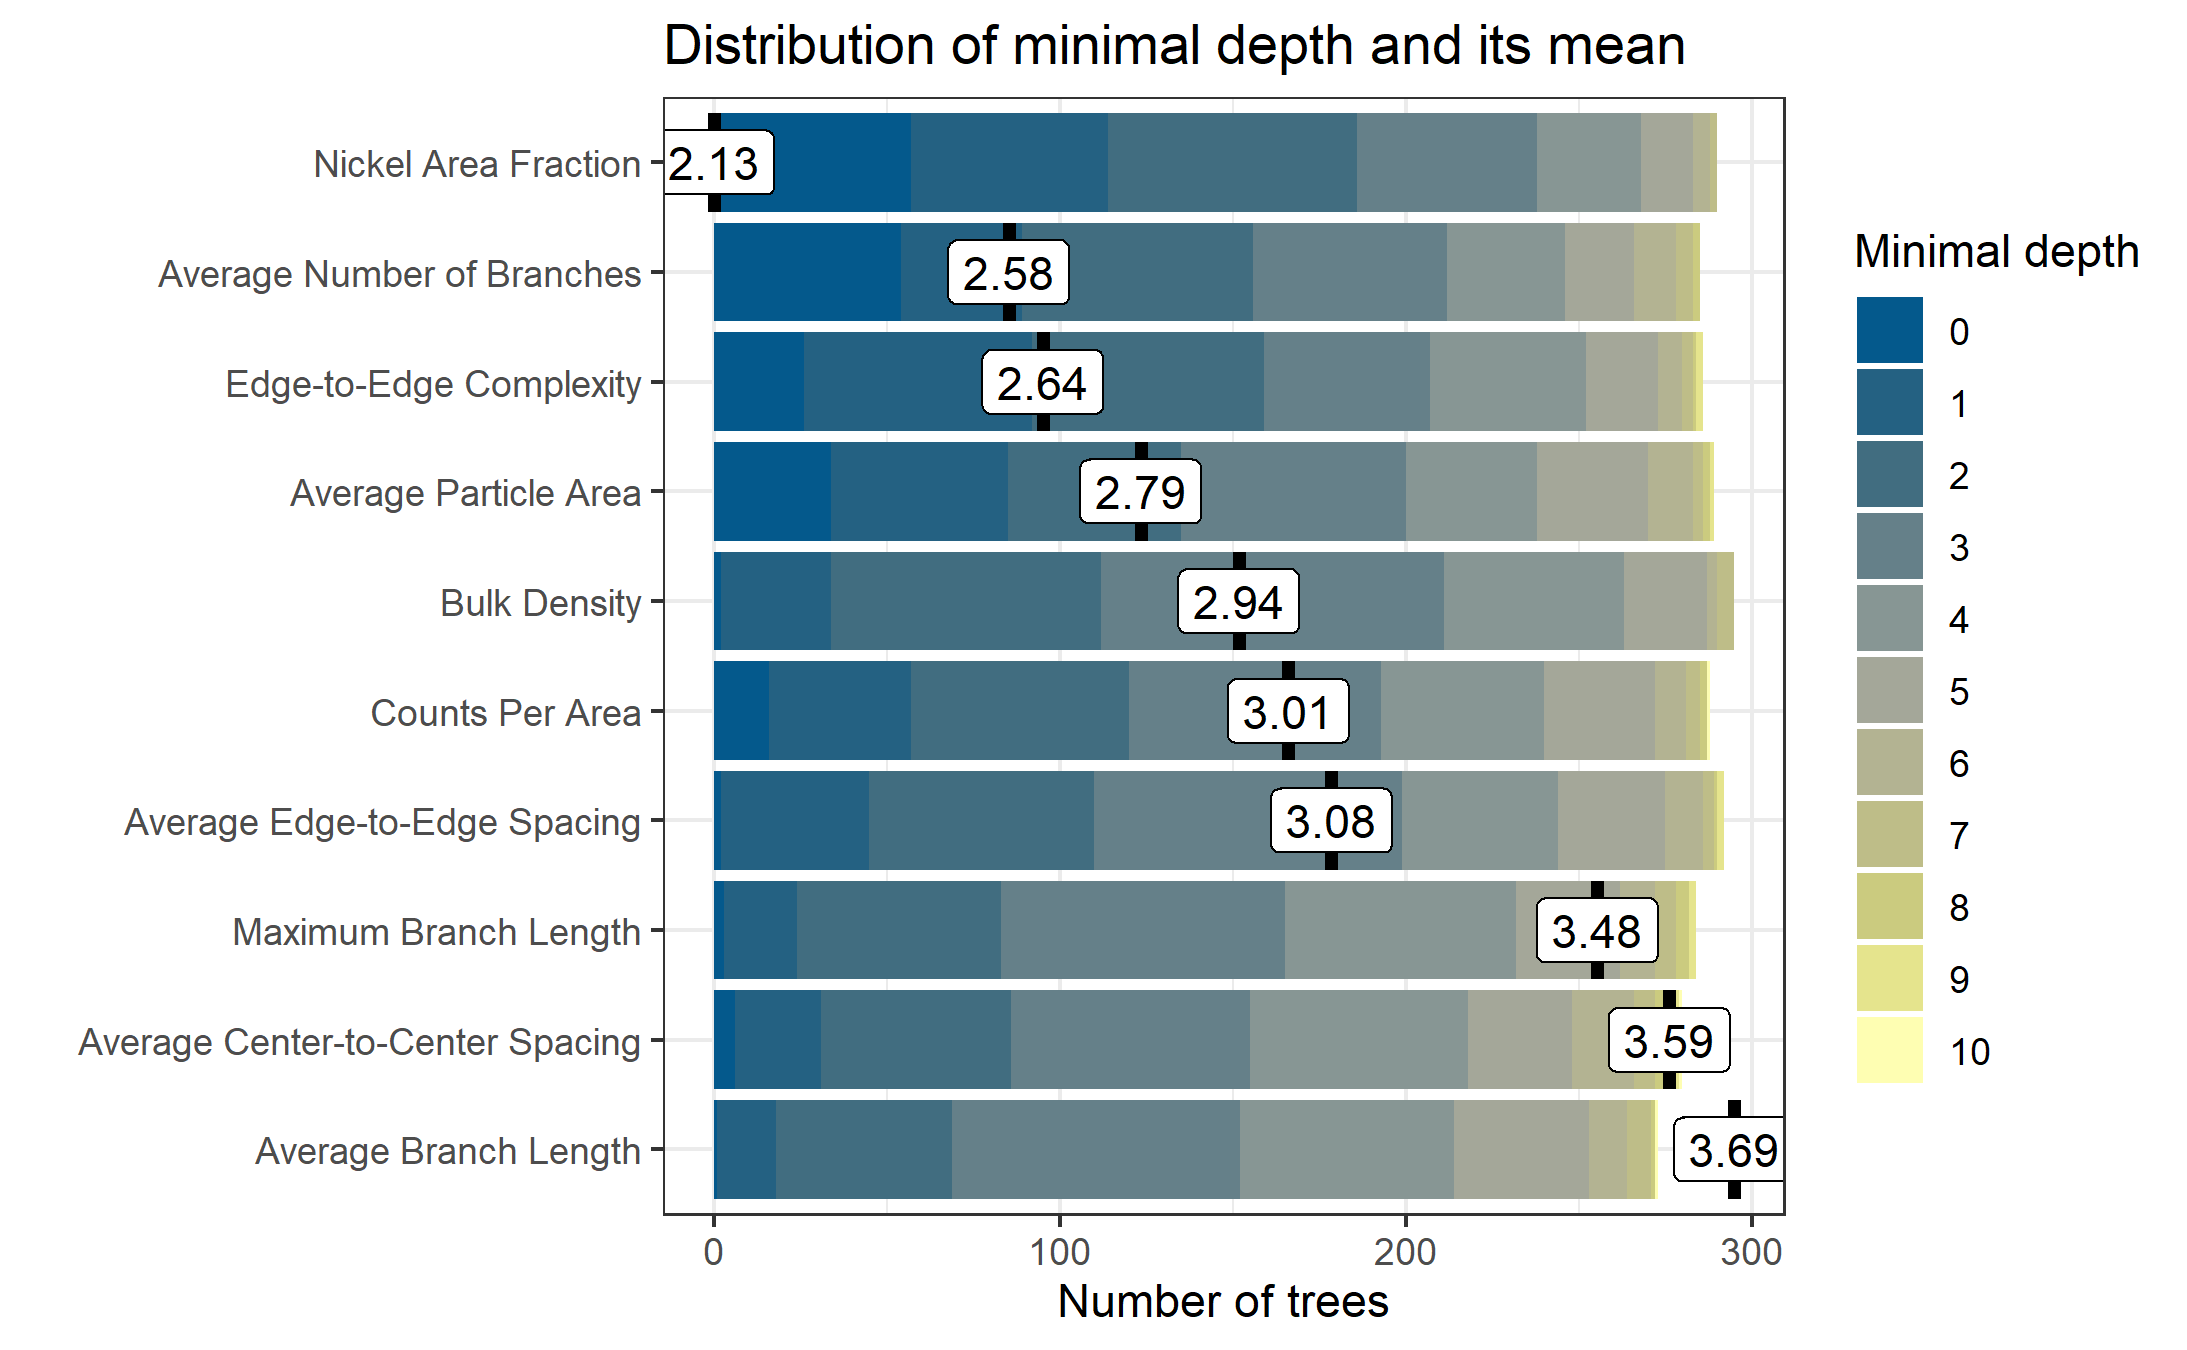 Distribution of minimal depth and its mean
Nickel Area Fraction
2.13
Average Number of Branches
2.58
Edge-to-Edge Complexity
2.64
Average Particle Area
2.79
Bulk Density
2.94
Counts Per Area
3.01
Average Edge-to-Edge Spacing
3.08
Maximum Branch Length
3.48
Average Center-to-Center Spacing
3.59
Average Branch Length
3.69
0 100 200 300
Number of trees
Minimal depth
0
1
2
3
4
5
6
7
8
9
10